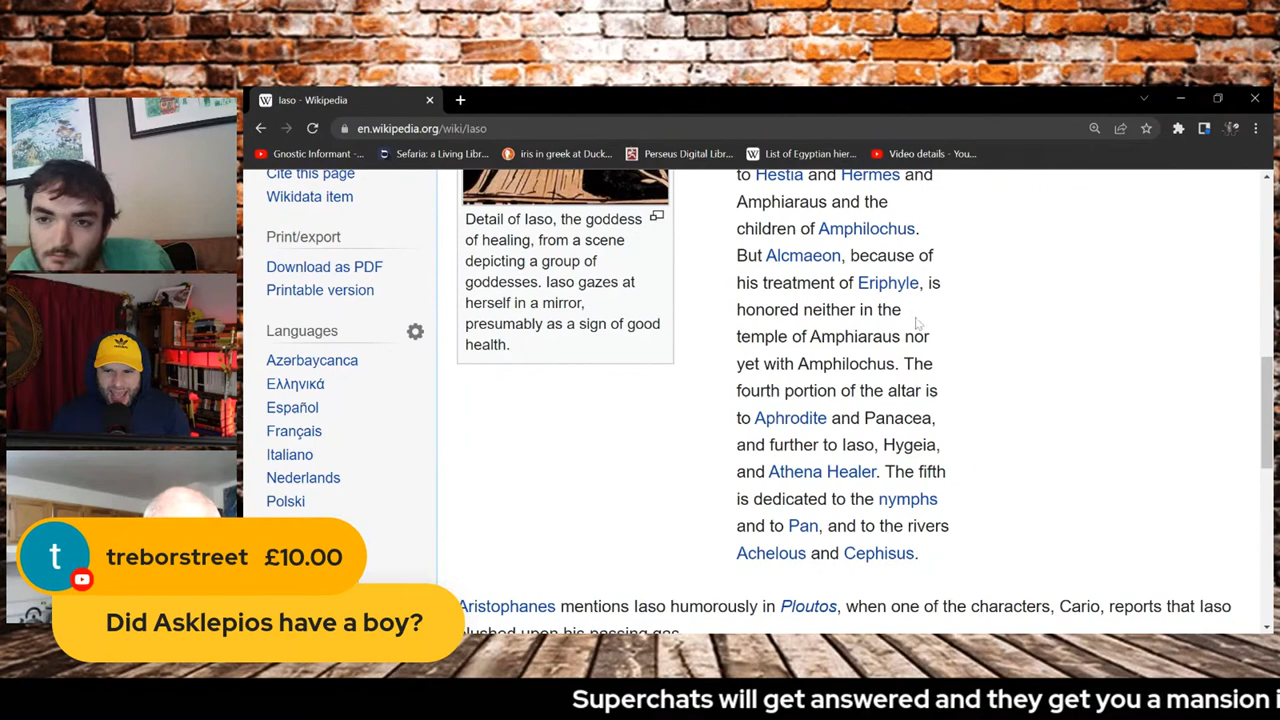 Iaso - Wikipedia
en.wikipedia.org/wiki/Iaso
Gnostic Informant -...
Sefaria: a Living Libr...
iris in greek at Duck...
Perseus Digital Libr...
List of Egyptian hier...
Video details - You...
Cite this page
Wikidata item
Print/export
Download as PDF
Printable version
Languages
Azərbaycanca
Ελληνικά
Español
Français
Italiano
Nederlands
Polski
Detail of Iaso, the goddess
of healing, from a scene
depicting a group of
goddesses. Iaso gazes at
herself in a mirror,
presumably as a sign of good
health.
to Hestia and Hermes and
Amphiaraus and the
children of Amphilochus.
But Alcmaeon, because of
his treatment of Eriphyle, is
honored neither in the
temple of Amphiaraus nor
yet with Amphilochus. The
fourth portion of the altar is
to Aphrodite and Panacea,
and further to Iaso, Hygeia,
and Athena Healer. The fifth
is dedicated to the nymphs
and to Pan, and to the rivers
Achelous and Cephisus.
Aristophanes mentions Iaso humorously in Ploutos, when one of the characters, Cario, reports that Iaso
blushed upon his passing gas.
t
treborstreet £10.00
Did Asklepios have a boy?
Superchats will get answered and they get you a mansion i